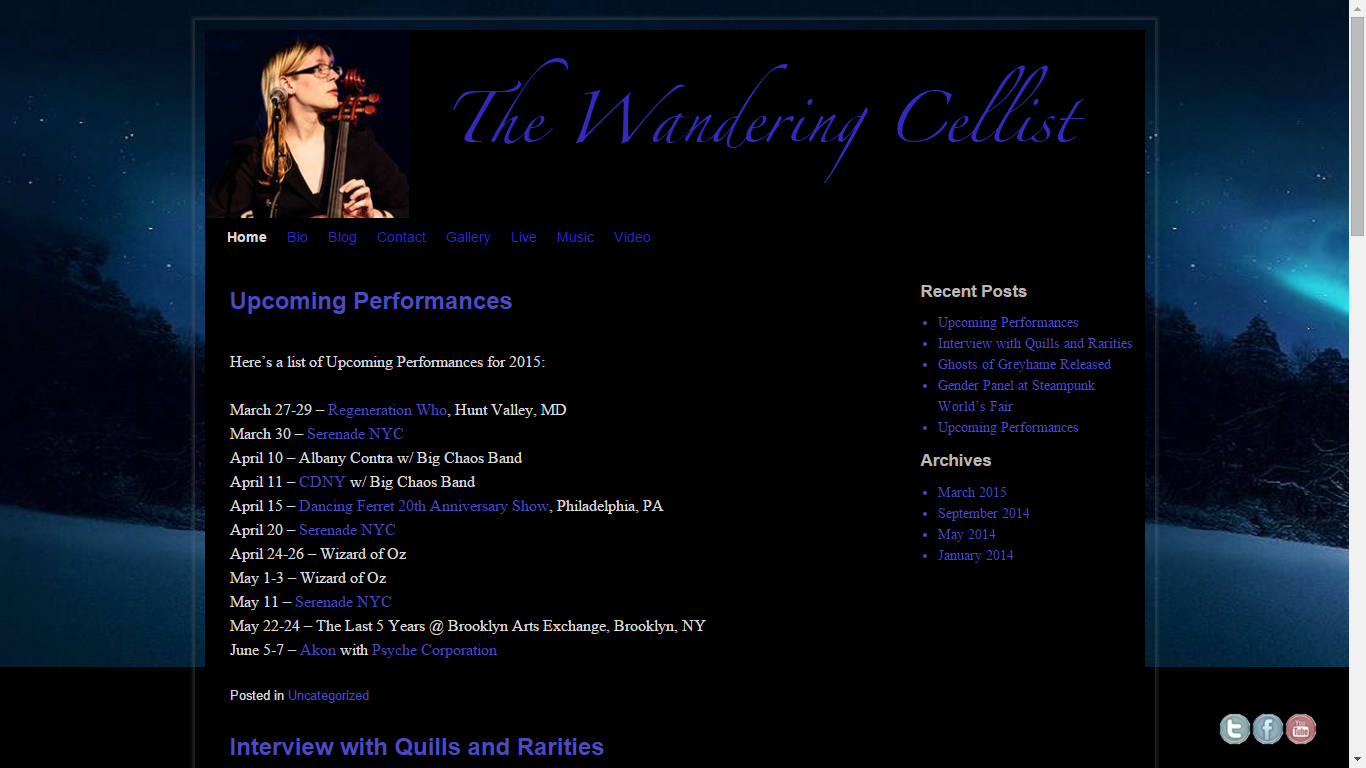 The Wandering Cellist
Home Bio Blog Contact Gallery Live Music Video
Upcoming Performances
Here’s a list of Upcoming Performances for 2015:
March 27-29 – Regeneration Who, Hunt Valley, MD
March 30 – Serenade NYC
April 10 – Albany Contra w/ Big Chaos Band
April 11 – CDNY w/ Big Chaos Band
April 15 – Dancing Ferret 20th Anniversary Show, Philadelphia, PA
April 20 – Serenade NYC
April 24-26 – Wizard of Oz
May 1-3 – Wizard of Oz
May 11 – Serenade NYC
May 22-24 – The Last 5 Years @ Brooklyn Arts Exchange, Brooklyn, NY
June 5-7 – Akon with Psyche Corporation
Posted in Uncategorized
Interview with Quills and Rarities
Recent Posts
Upcoming Performances
Interview with Quills and Rarities
Ghosts of Greyhame Released
Gender Panel at Steampunk
World’s Fair
Upcoming Performances
Archives
March 2015
September 2014
May 2014
January 2014
t f You Tube